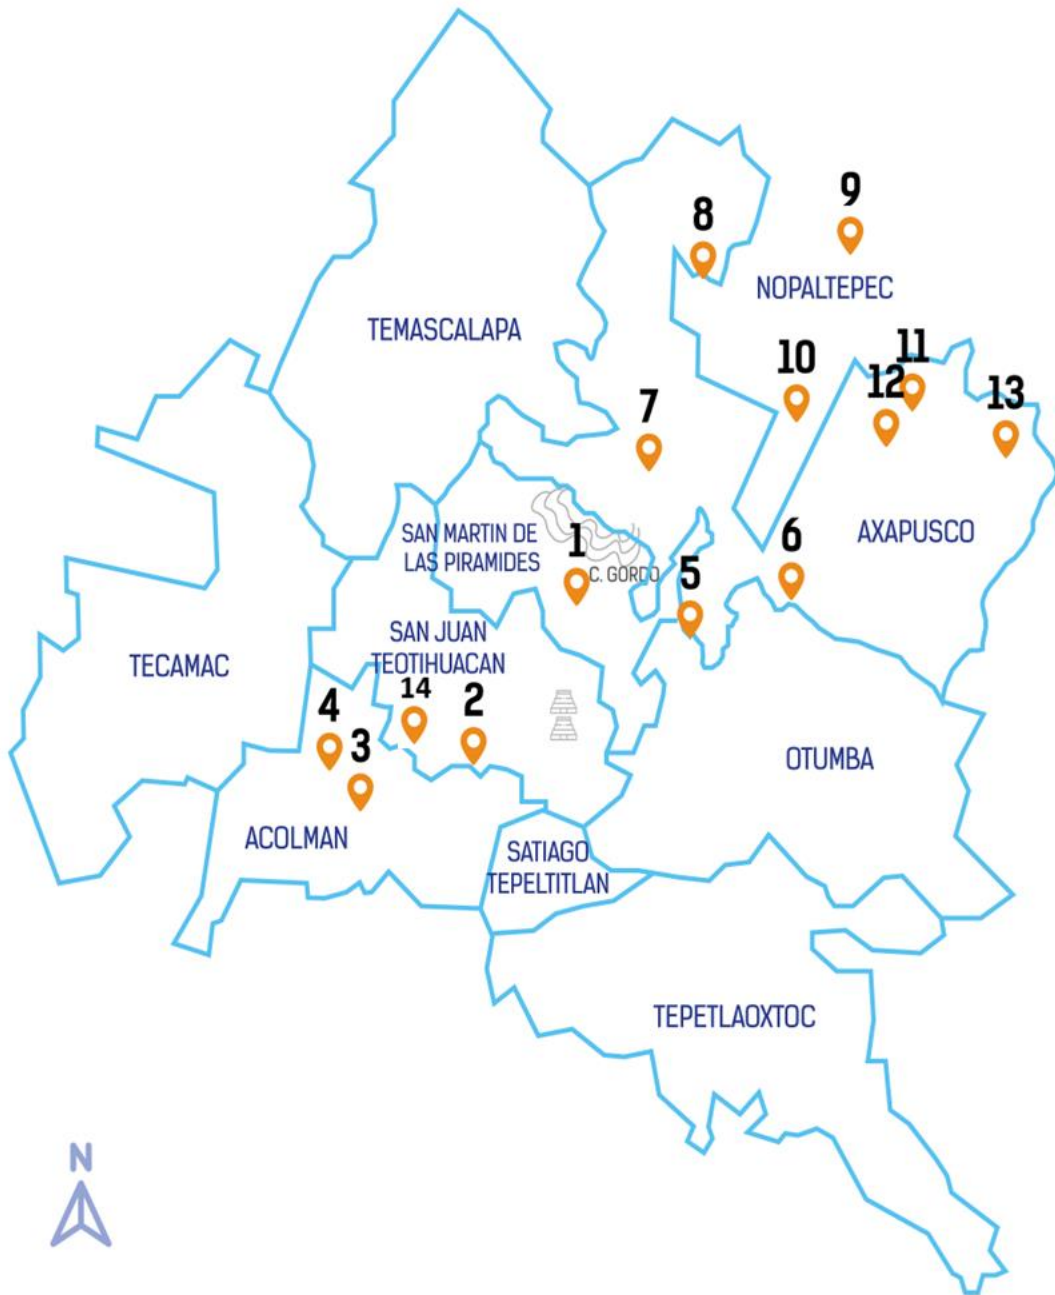 9
8
NOPALTEPEC
TEMASCALAPA
11
10
12
13
7
SAN MARTIN DE
LAS PIRAMIDES
1
C. GORDO
AXAPUSCO
6
5
SAN JUAN
TEOTIHUACAN
TECAMAC
14
2
4
3
OTUMBA
ACOLMAN
SATIAGO
TEPELTITLAN
TEPETLAOXTOC
N